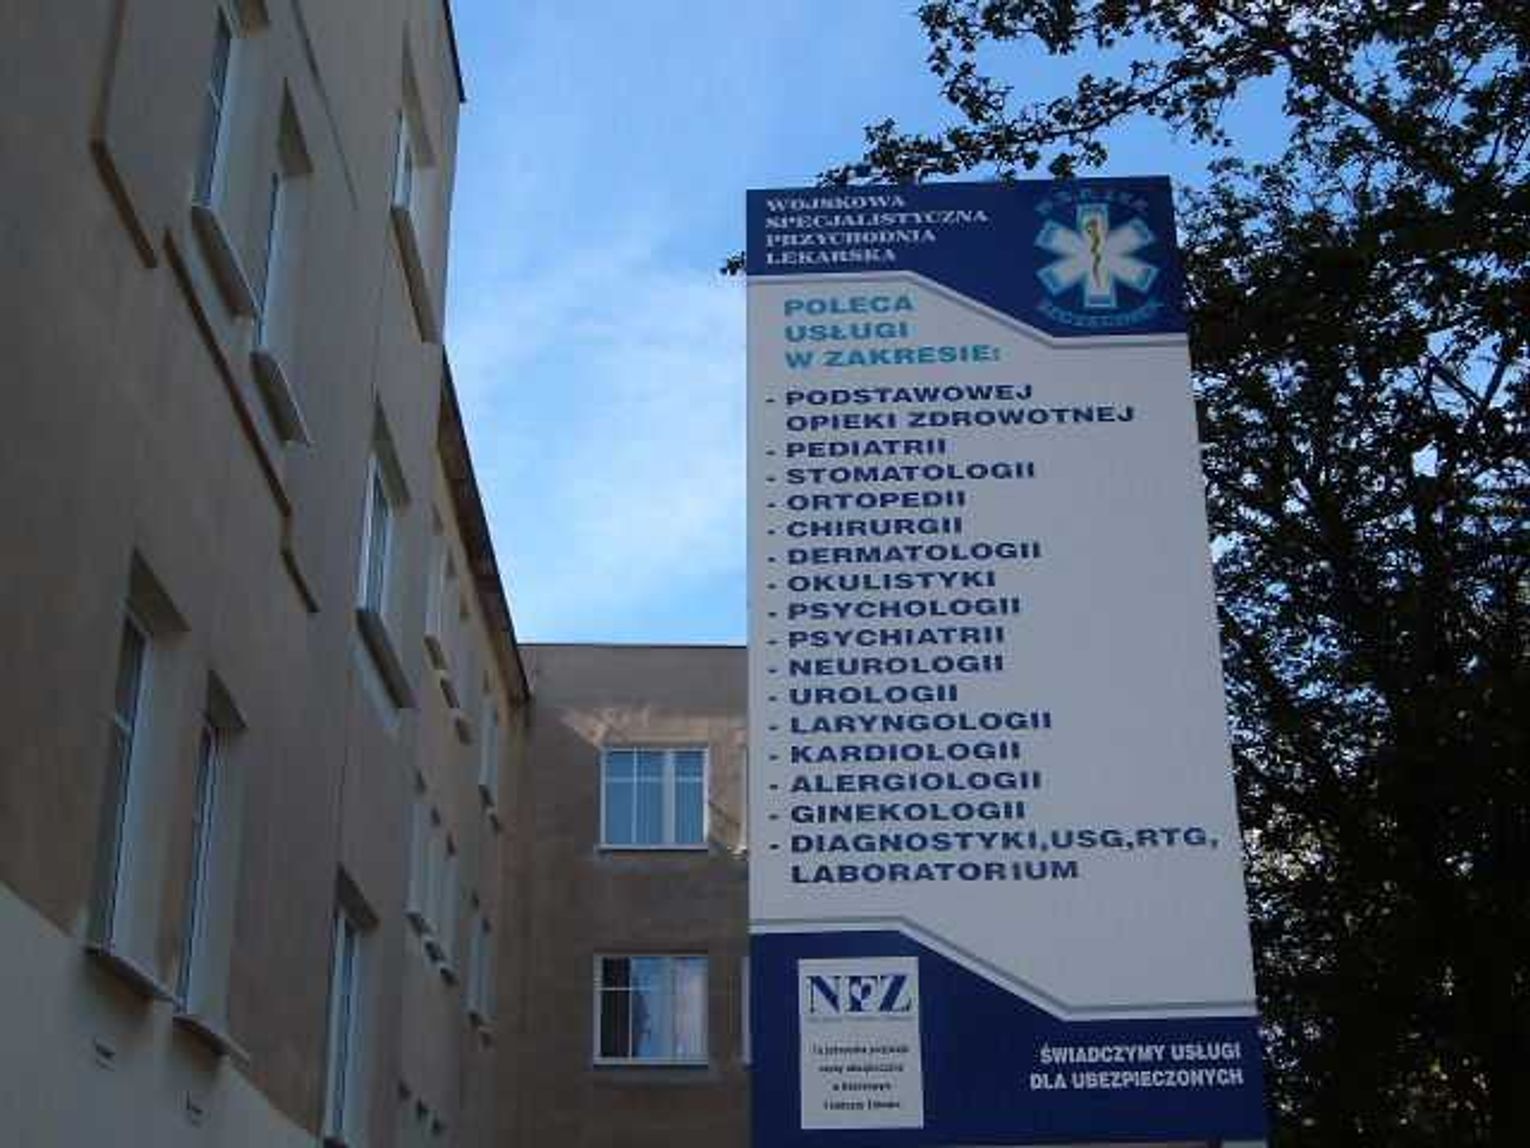 WOJSKOWA
SPECJALISTYCZNA
PRZYCHODNIA
LEKARSKA
POLECA
USŁUGI
W ZAKRESIE:
- PODSTAWOWEJ
OPIEKI ZDROWOTNEJ
- PEDIATRII
- STOMATOLOGII
- ORTOPEDII
- CHIRURGII
- DERMATOLOGII
- OKULISTYKI
- PSYCHOLOGII
- PSYCHIATRII
- NEUROLOGII
- UROLOGII
- LARYNGOLOGII
- KARDIOLOGII
- ALERGIOLOGII
- GINEKOLOGII
- DIAGNOSTYKI,USG,RTG,
LABORATORIUM
NFZ
ŚWIADCZYMY USŁUGI
DLA UBEZPIECZONYCH